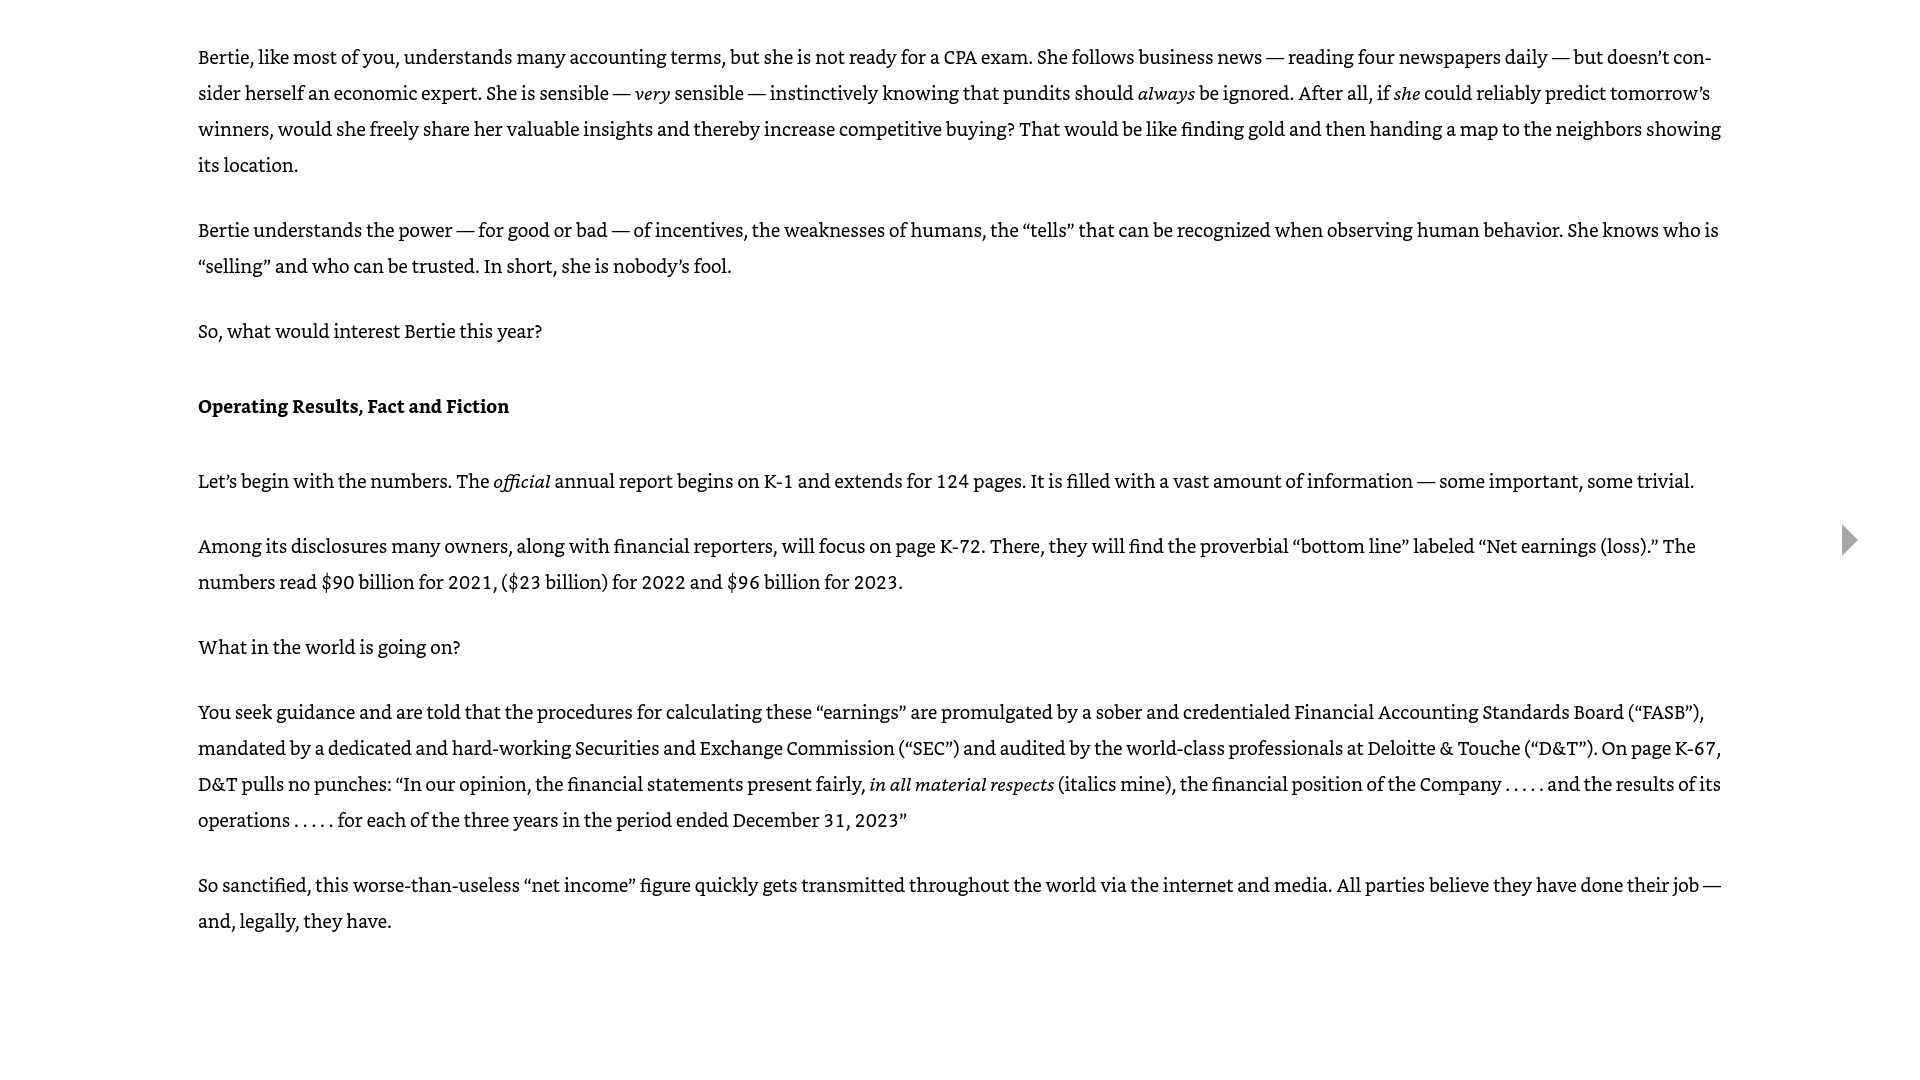 Bertie, like most of you, understands many accounting terms, but she is not ready for a CPA exam. She follows business news — reading four newspapers daily — but doesn’t con-
sider herself an economic expert. She is sensible — very sensible — instinctively knowing that pundits should always be ignored. After all, if she could reliably predict tomorrow’s
winners, would she freely share her valuable insights and thereby increase competitive buying? That would be like finding gold and then handing a map to the neighbors showing
its location.
Bertie understands the power — for good or bad — of incentives, the weaknesses of humans, the “tells” that can be recognized when observing human behavior. She knows who is
“selling” and who can be trusted. In short, she is nobody’s fool.
So, what would interest Bertie this year?
Operating Results, Fact and Fiction
Let’s begin with the numbers. The official annual report begins on K-1 and extends for 124 pages. It is filled with a vast amount of information — some important, some trivial.
Among its disclosures many owners, along with financial reporters, will focus on page K-72. There, they will find the proverbial “bottom line” labeled “Net earnings (loss).” The
numbers read $90 billion for 2021, ($23 billion) for 2022 and $96 billion for 2023.
What in the world is going on?
You seek guidance and are told that the procedures for calculating these “earnings” are promulgated by a sober and credentialed Financial Accounting Standards Board (“FASB”),
mandated by a dedicated and hard-working Securities and Exchange Commission (“SEC”) and audited by the world-class professionals at Deloitte & Touche (“D&T”). On page K-67,
D&T pulls no punches: “In our opinion, the financial statements present fairly, in all material respects (italics mine), the financial position of the Company . . . . . and the results of its
operations . . . . . for each of the three years in the period ended December 31, 2023”
So sanctified, this worse-than-useless “net income” figure quickly gets transmitted throughout the world via the internet and media. All parties believe they have done their job —
and, legally, they have.